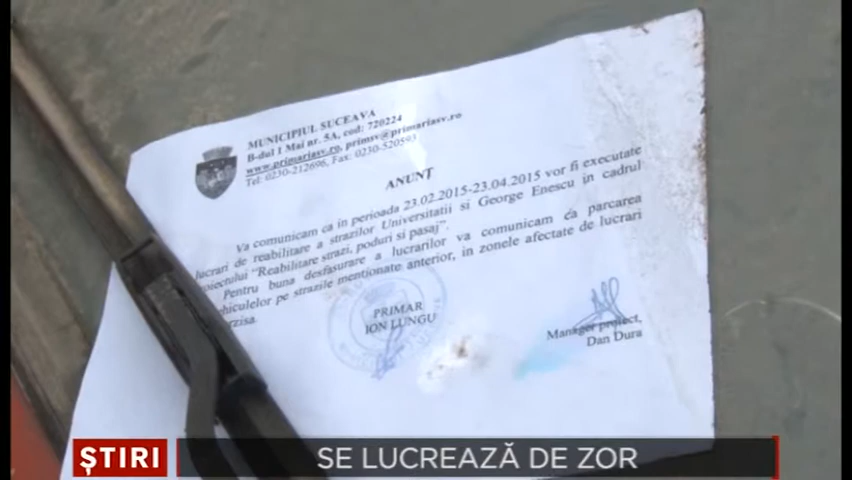 MUNICIPIUL SUCEAVA
B-dul 1 Mai nr. 5A, cod: 720224
www.primariasv.ro, primsv@primariasv.ro
Tel: 0230-212696, Fax: 0230-520593
ANUNŢ
Va comunicam ca in perioada 23.02.2015-23.04.2015 vor fi executate
lucrari de reabilitare a strazilor Universitatii si George Enescu in cadrul
"Reabilitare strazi, poduri si pasaj".
Pentru buna desfasurare a lucrarilor va comunicam ca parcarea
pe strazile mentionate anterior, in zonele afectate de lucrari
PRIMAR
ION LUNGU
Manager proiect,
Dan Dura
ȘTIRI
SE LUCREAZĂ DE ZOR